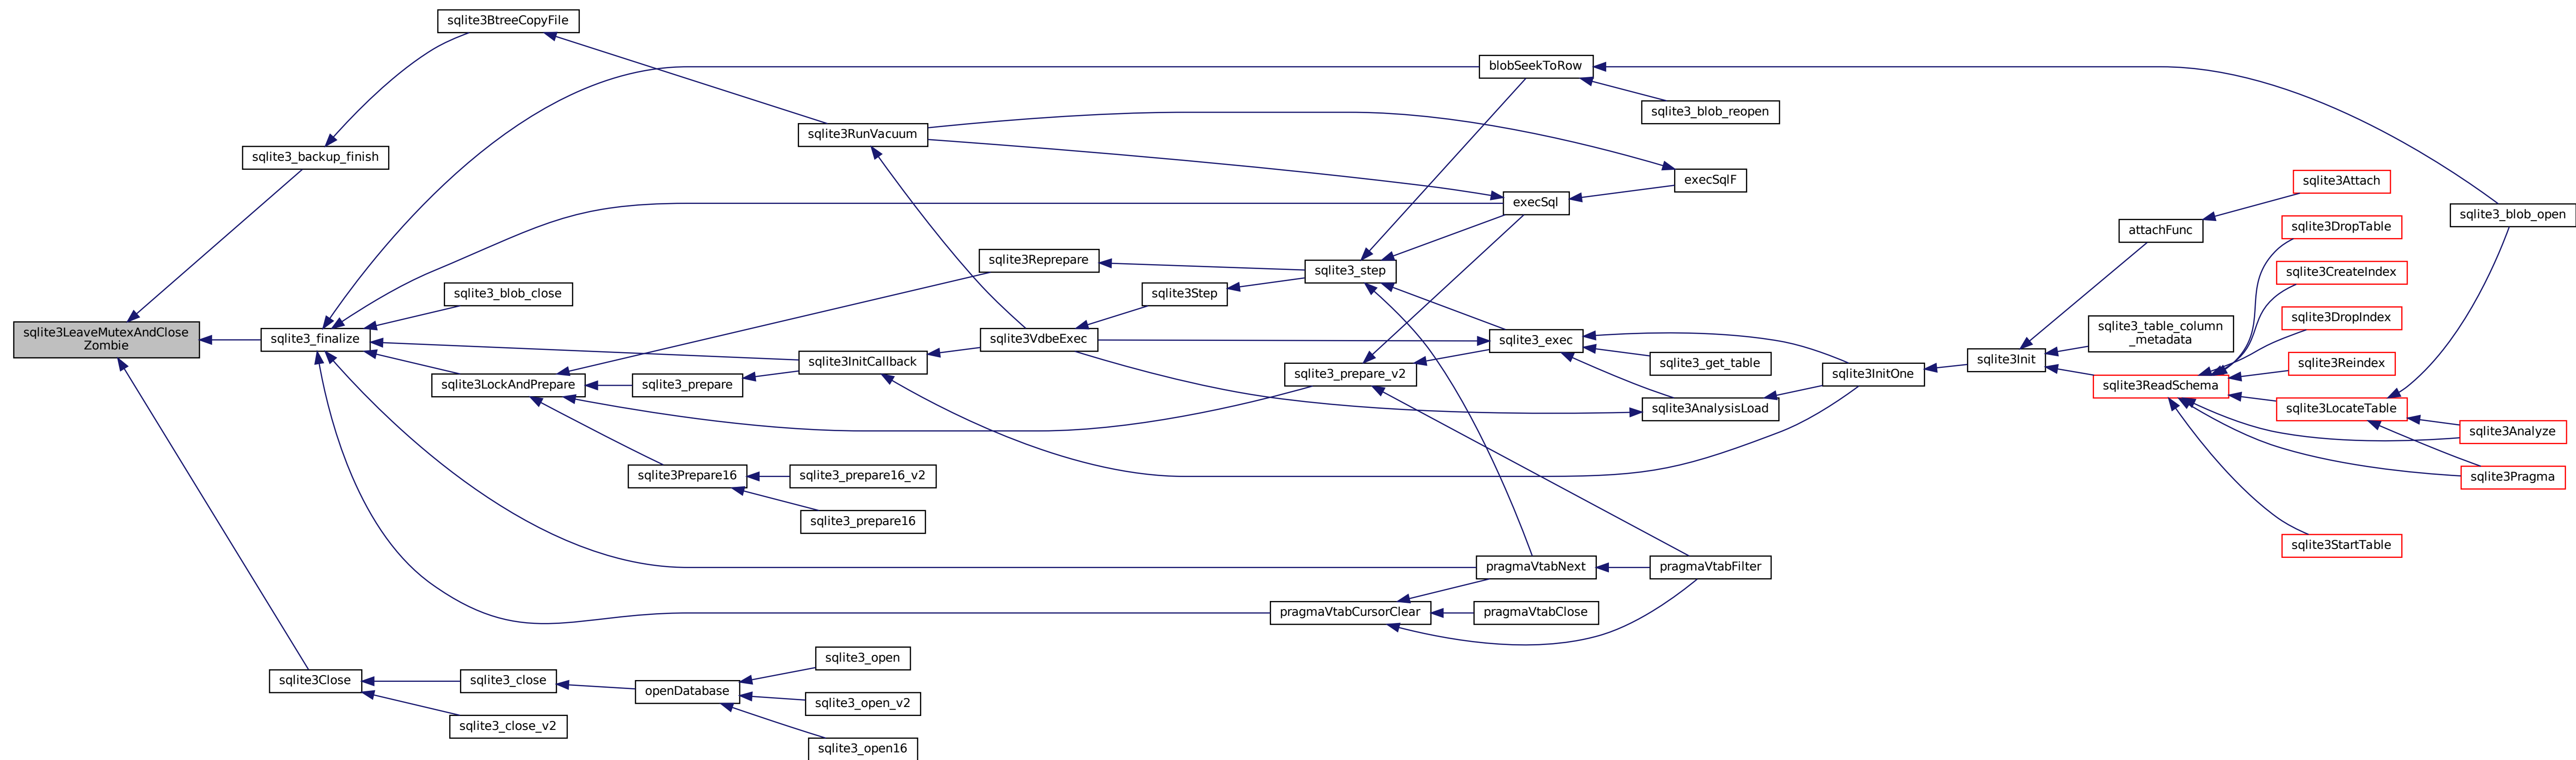 sqlite3BtreeCopyFile
blobSeekToRow
sqlite3_blob_reopen
sqlite3RunVacuum
sqlite3_backup_finish
execSqlF
sqlite3Attach
execSql
sqlite3_blob_open
sqlite3DropTable
attachFunc
sqlite3Reprepare
sqlite3_step
sqlite3CreateIndex
sqlite3_blob_close
sqlite3Step
sqlite3DropIndex
sqlite3LeaveMutexAndClose
Zombie
sqlite3_finalize
sqlite3VdbeExec
sqlite3_exec
sqlite3_table_column
_metadata
sqlite3InitCallback
sqlite3_get_table
sqlite3Init
sqlite3Reindex
sqlite3_prepare_v2
sqlite3InitOne
sqlite3LockAndPrepare
sqlite3_prepare
sqlite3ReadSchema
sqlite3AnalysisLoad
sqlite3LocateTable
sqlite3Analyze
sqlite3Prepare16
sqlite3_prepare16_v2
sqlite3Pragma
sqlite3_prepare16
sqlite3StartTable
pragmaVtabNext
pragmaVtabFilter
pragmaVtabCursorClear
pragmaVtabClose
sqlite3_open
sqlite3Close
sqlite3_close
openDatabase
sqlite3_open_v2
sqlite3_close_v2
sqlite3_open16